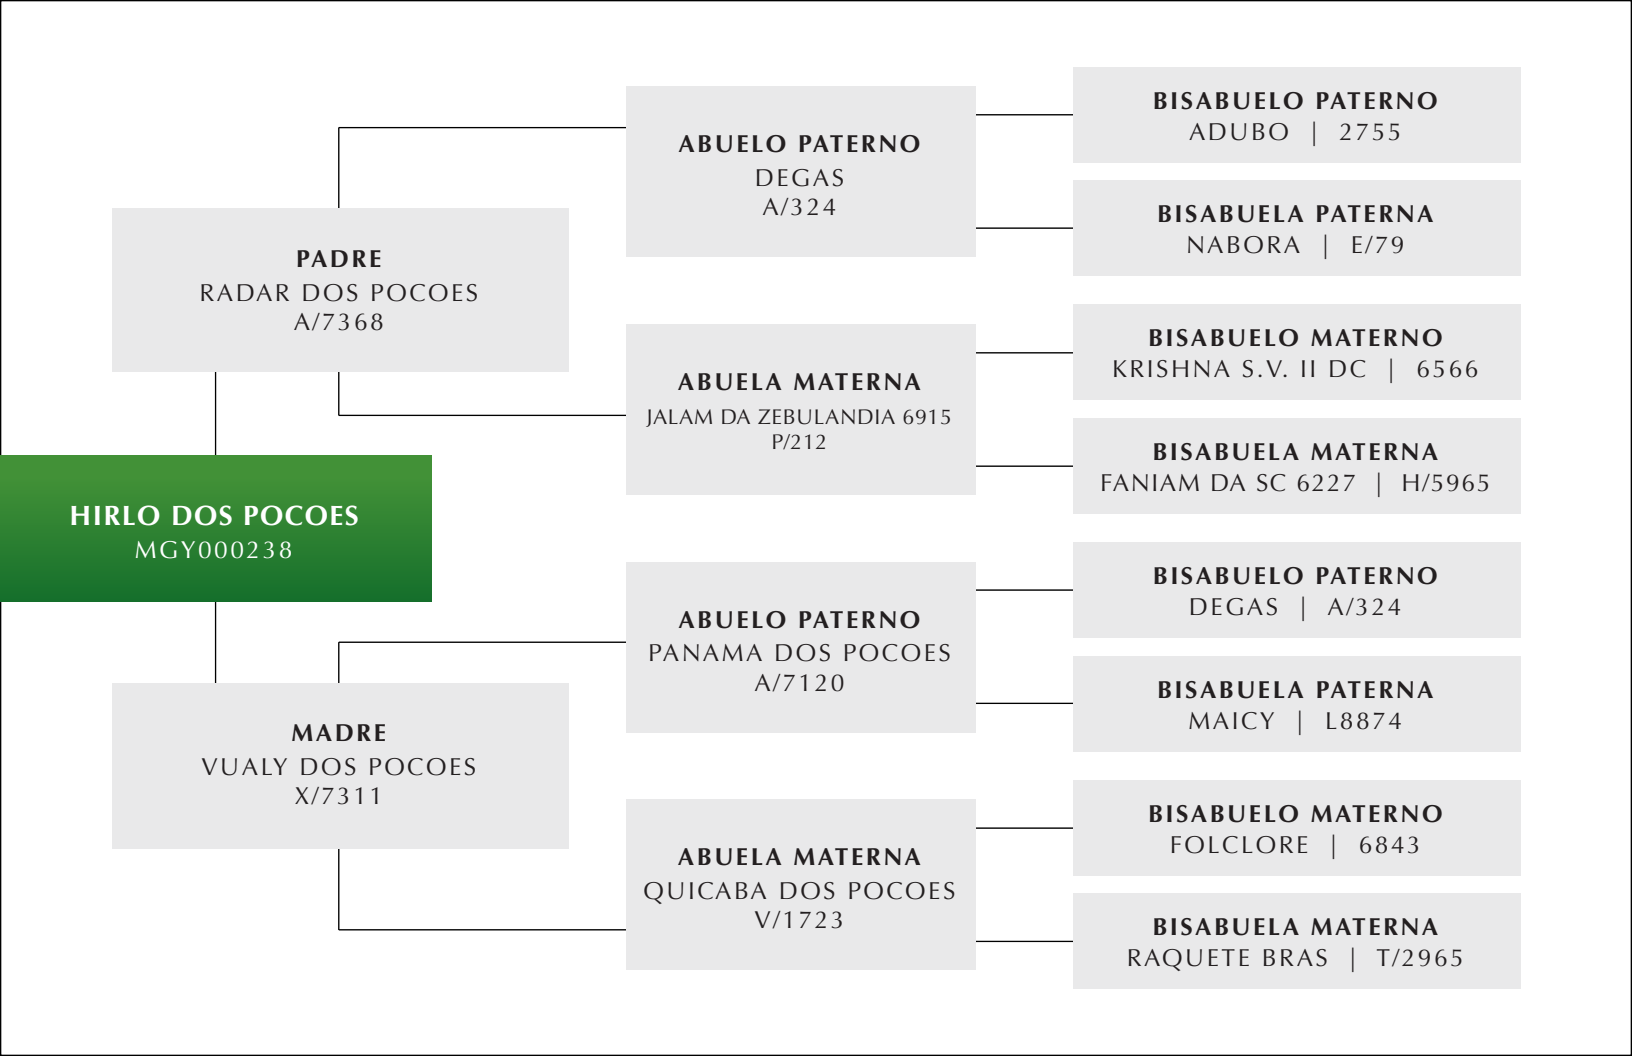 HIRLO DOS POCOES
MGY000238
PADRE
RADAR DOS POCOES
A/7368
MADRE
VUALY DOS POCOES
X/7311
ABUELO PATERNO
DEGAS
A/324
ABUELA MATERNA
JALAM DA ZEBULANDIA 6915
P/212
ABUELO PATERNO
PANAMA DOS POCOES
A/7120
ABUELA MATERNA
QUICABA DOS POCOES
V/1723
BISABUELO PATERNO
ADUBO | 2755
BISABUELA PATERNA
NABORA | E/79
BISABUELO MATERNO
KRISHNA S.V. II DC | 6566
BISABUELA MATERNA
FANIAM DA SC 6227 | H/5965
BISABUELO PATERNO
DEGAS | A/324
BISABUELA PATERNA
MAICY | L8874
BISABUELO MATERNO
FOLCLORE | 6843
BISABUELA MATERNA
RAQUETE BRAS | T/2965